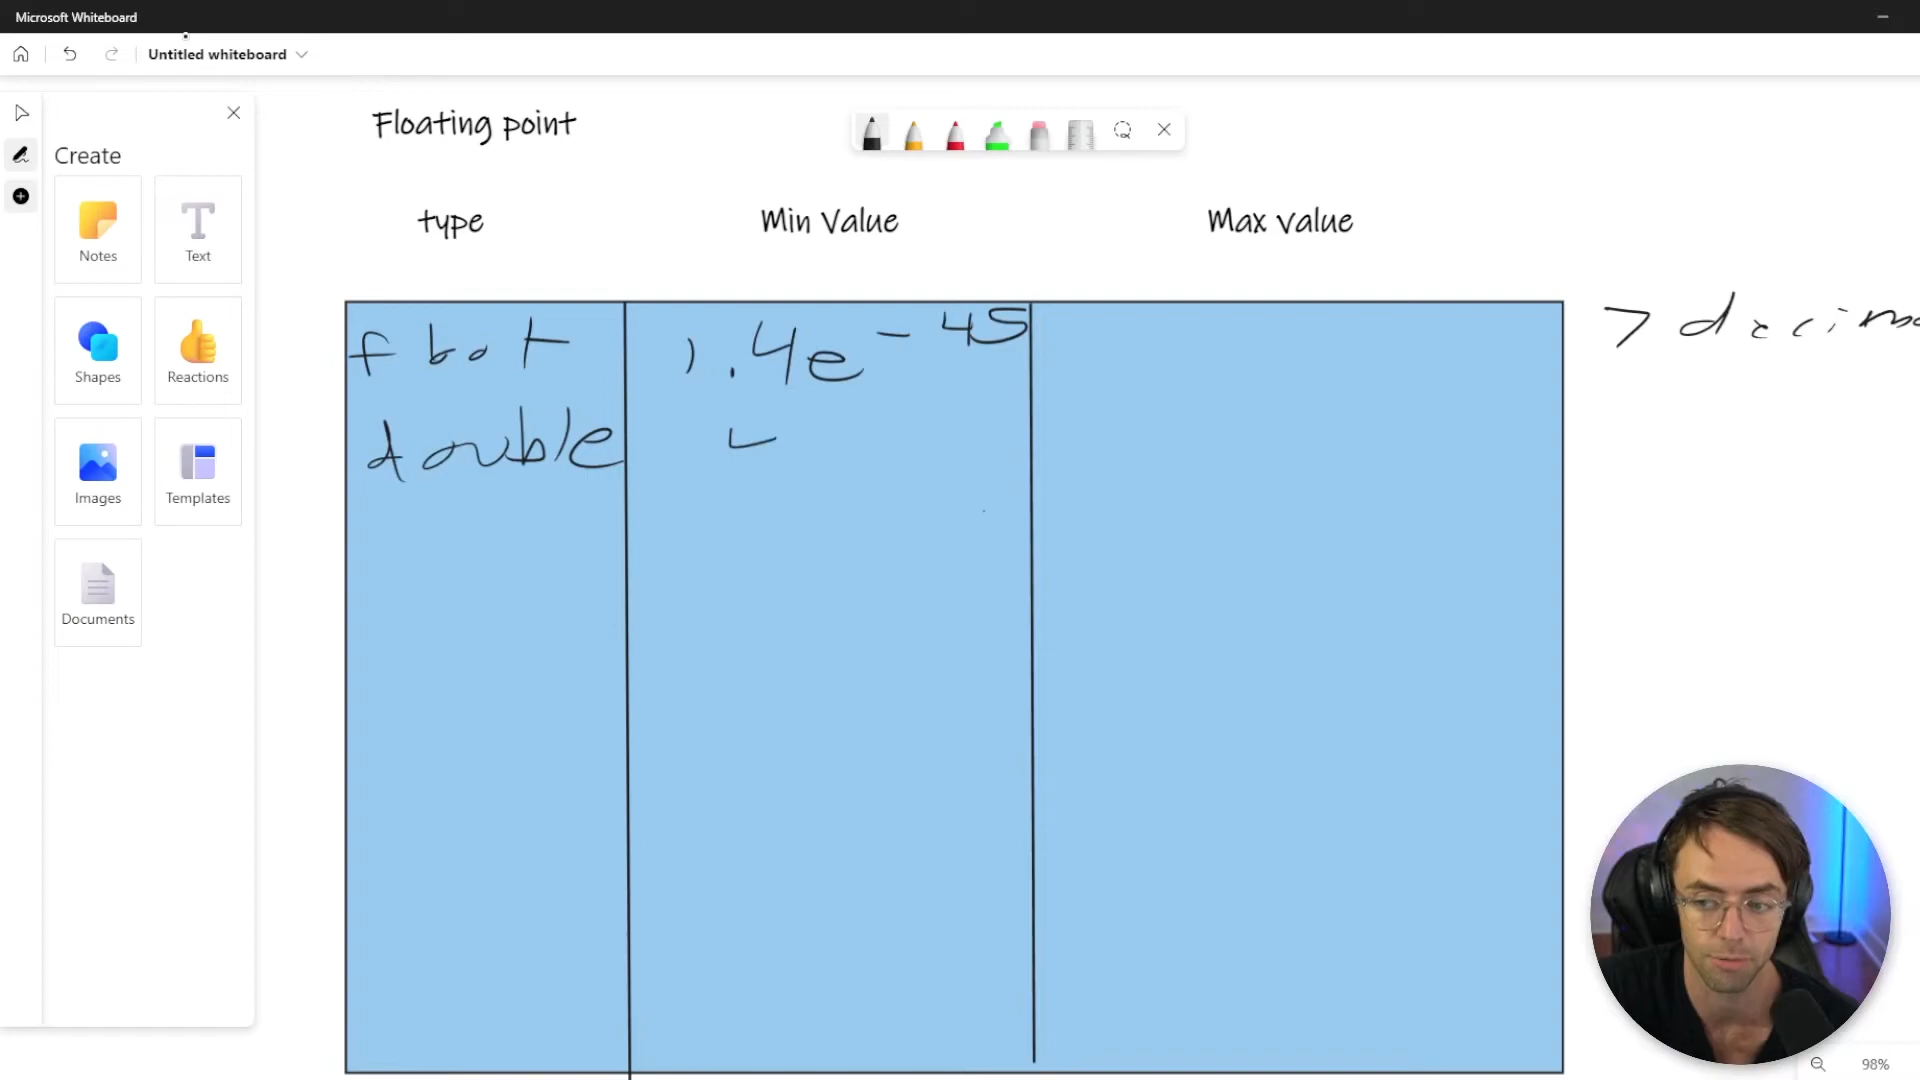 Microsoft Whiteboard
Untitled whiteboard
Create
Notes
Text
Shapes
Reactions
Images
Templates
Documents
Floating point
type Min Value Max value
float 1.4e-45
double
> decima
98%